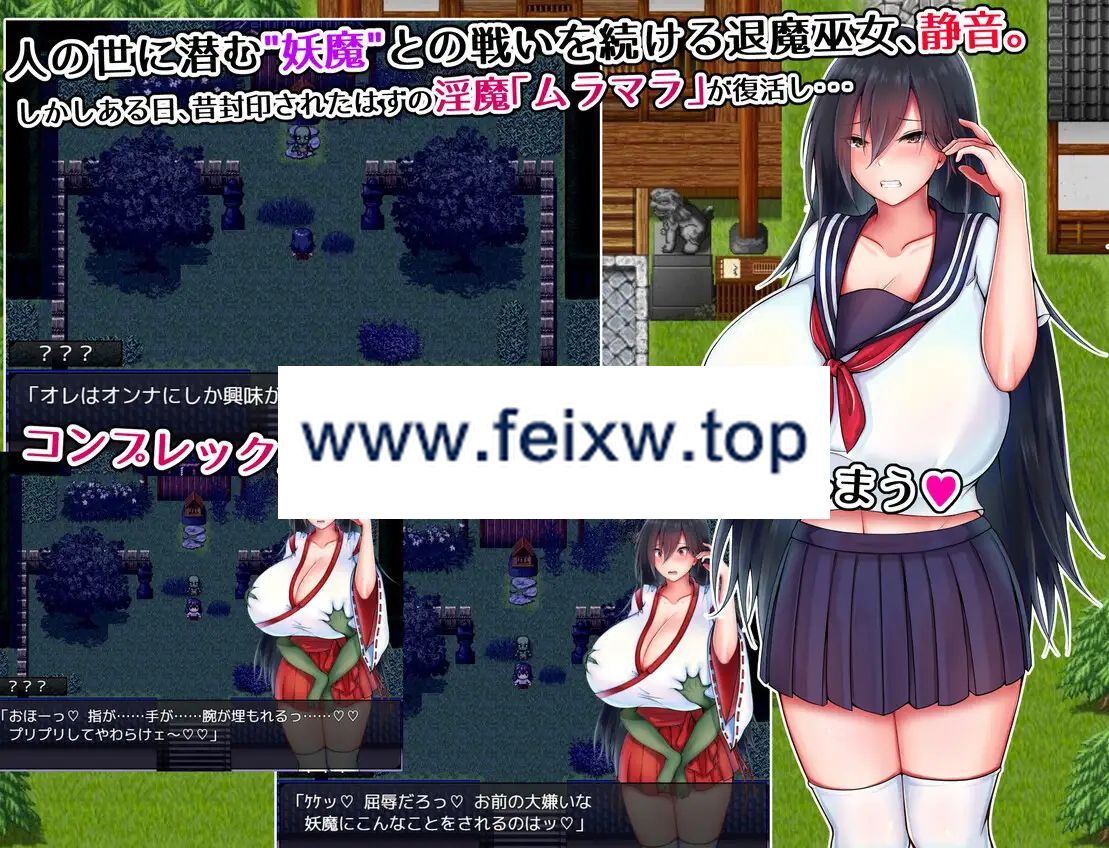 人の世に潜む"妖魔"との戦いを続ける退魔巫女、静音。
しかしある日、昔封印されたはずの淫魔「ムラマラ」が復活し…
？？？
「オレはオンナにしか興味が
コンプレック
www.feixw.top
まう♥
？？？
「おほーっ♡ 指が……手が……腕が埋もれるっ……♡♡
プリプリしてやわらけェ～♡♡」
「ｹｹｯ♡ 屈辱だろっ♡ お前の大嫌いな
妖魔にこんなことをされるのはッ♡」